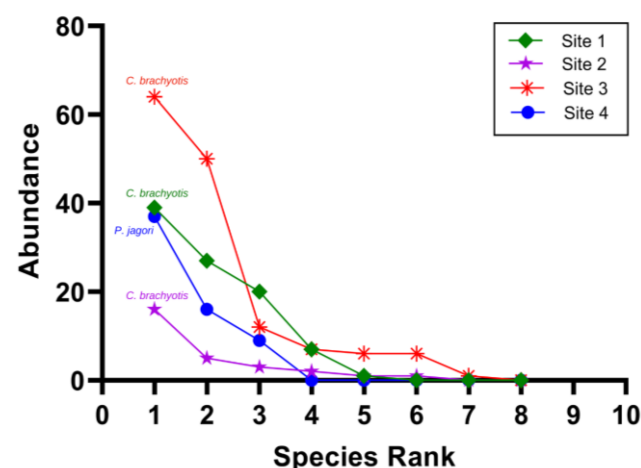 80
60
40
20
0
Abundance
C. brachyotis
C. brachyotis
P. jagori
C. brachyotis
Site 1
Site 2
Site 3
Site 4
0 1 2 3 4 5 6 7 8 9 10
Species Rank